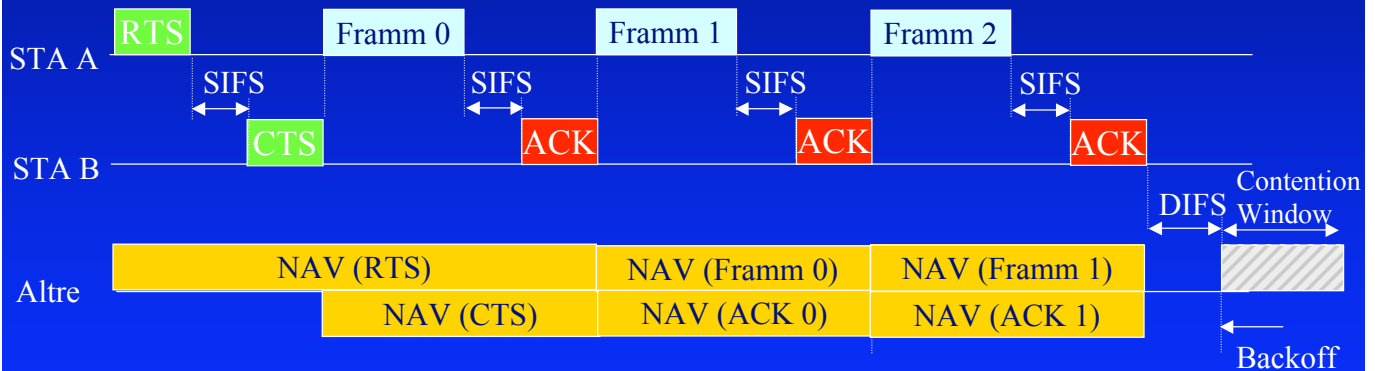 RTS
Framm 0
Framm 1
Framm 2
STA A
SIFS
SIFS
SIFS
SIFS
CTS
ACK
ACK
ACK
STA B
DIFS
Contention
Window
NAV (RTS)
NAV (Framm 0)
NAV (Framm 1)
Altre
NAV (CTS)
NAV (ACK 0)
NAV (ACK 1)
Backoff